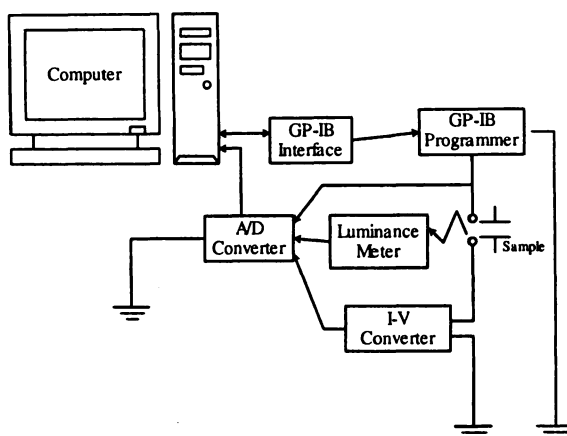 Computer
GP-IB
Interface
GP-IB
Programmer
A/D
Converter
Luminance
Meter
Sample
I-V
Converter